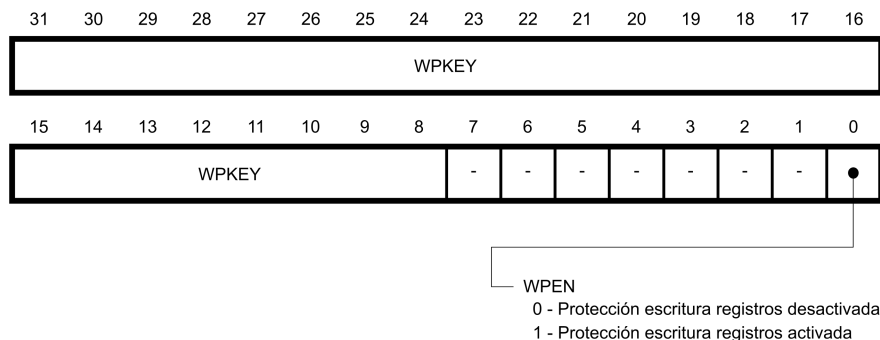 31 30 29 28 27 26 25 24 23 22 21 20 19 18 17 16
WPKEY
15 14 13 12 11 10 9 8 7 6 5 4 3 2 1 0
WPKEY - - - - - - -
WPEN
0 - Protección escritura registros desactivada
1 - Protección escritura registros activada